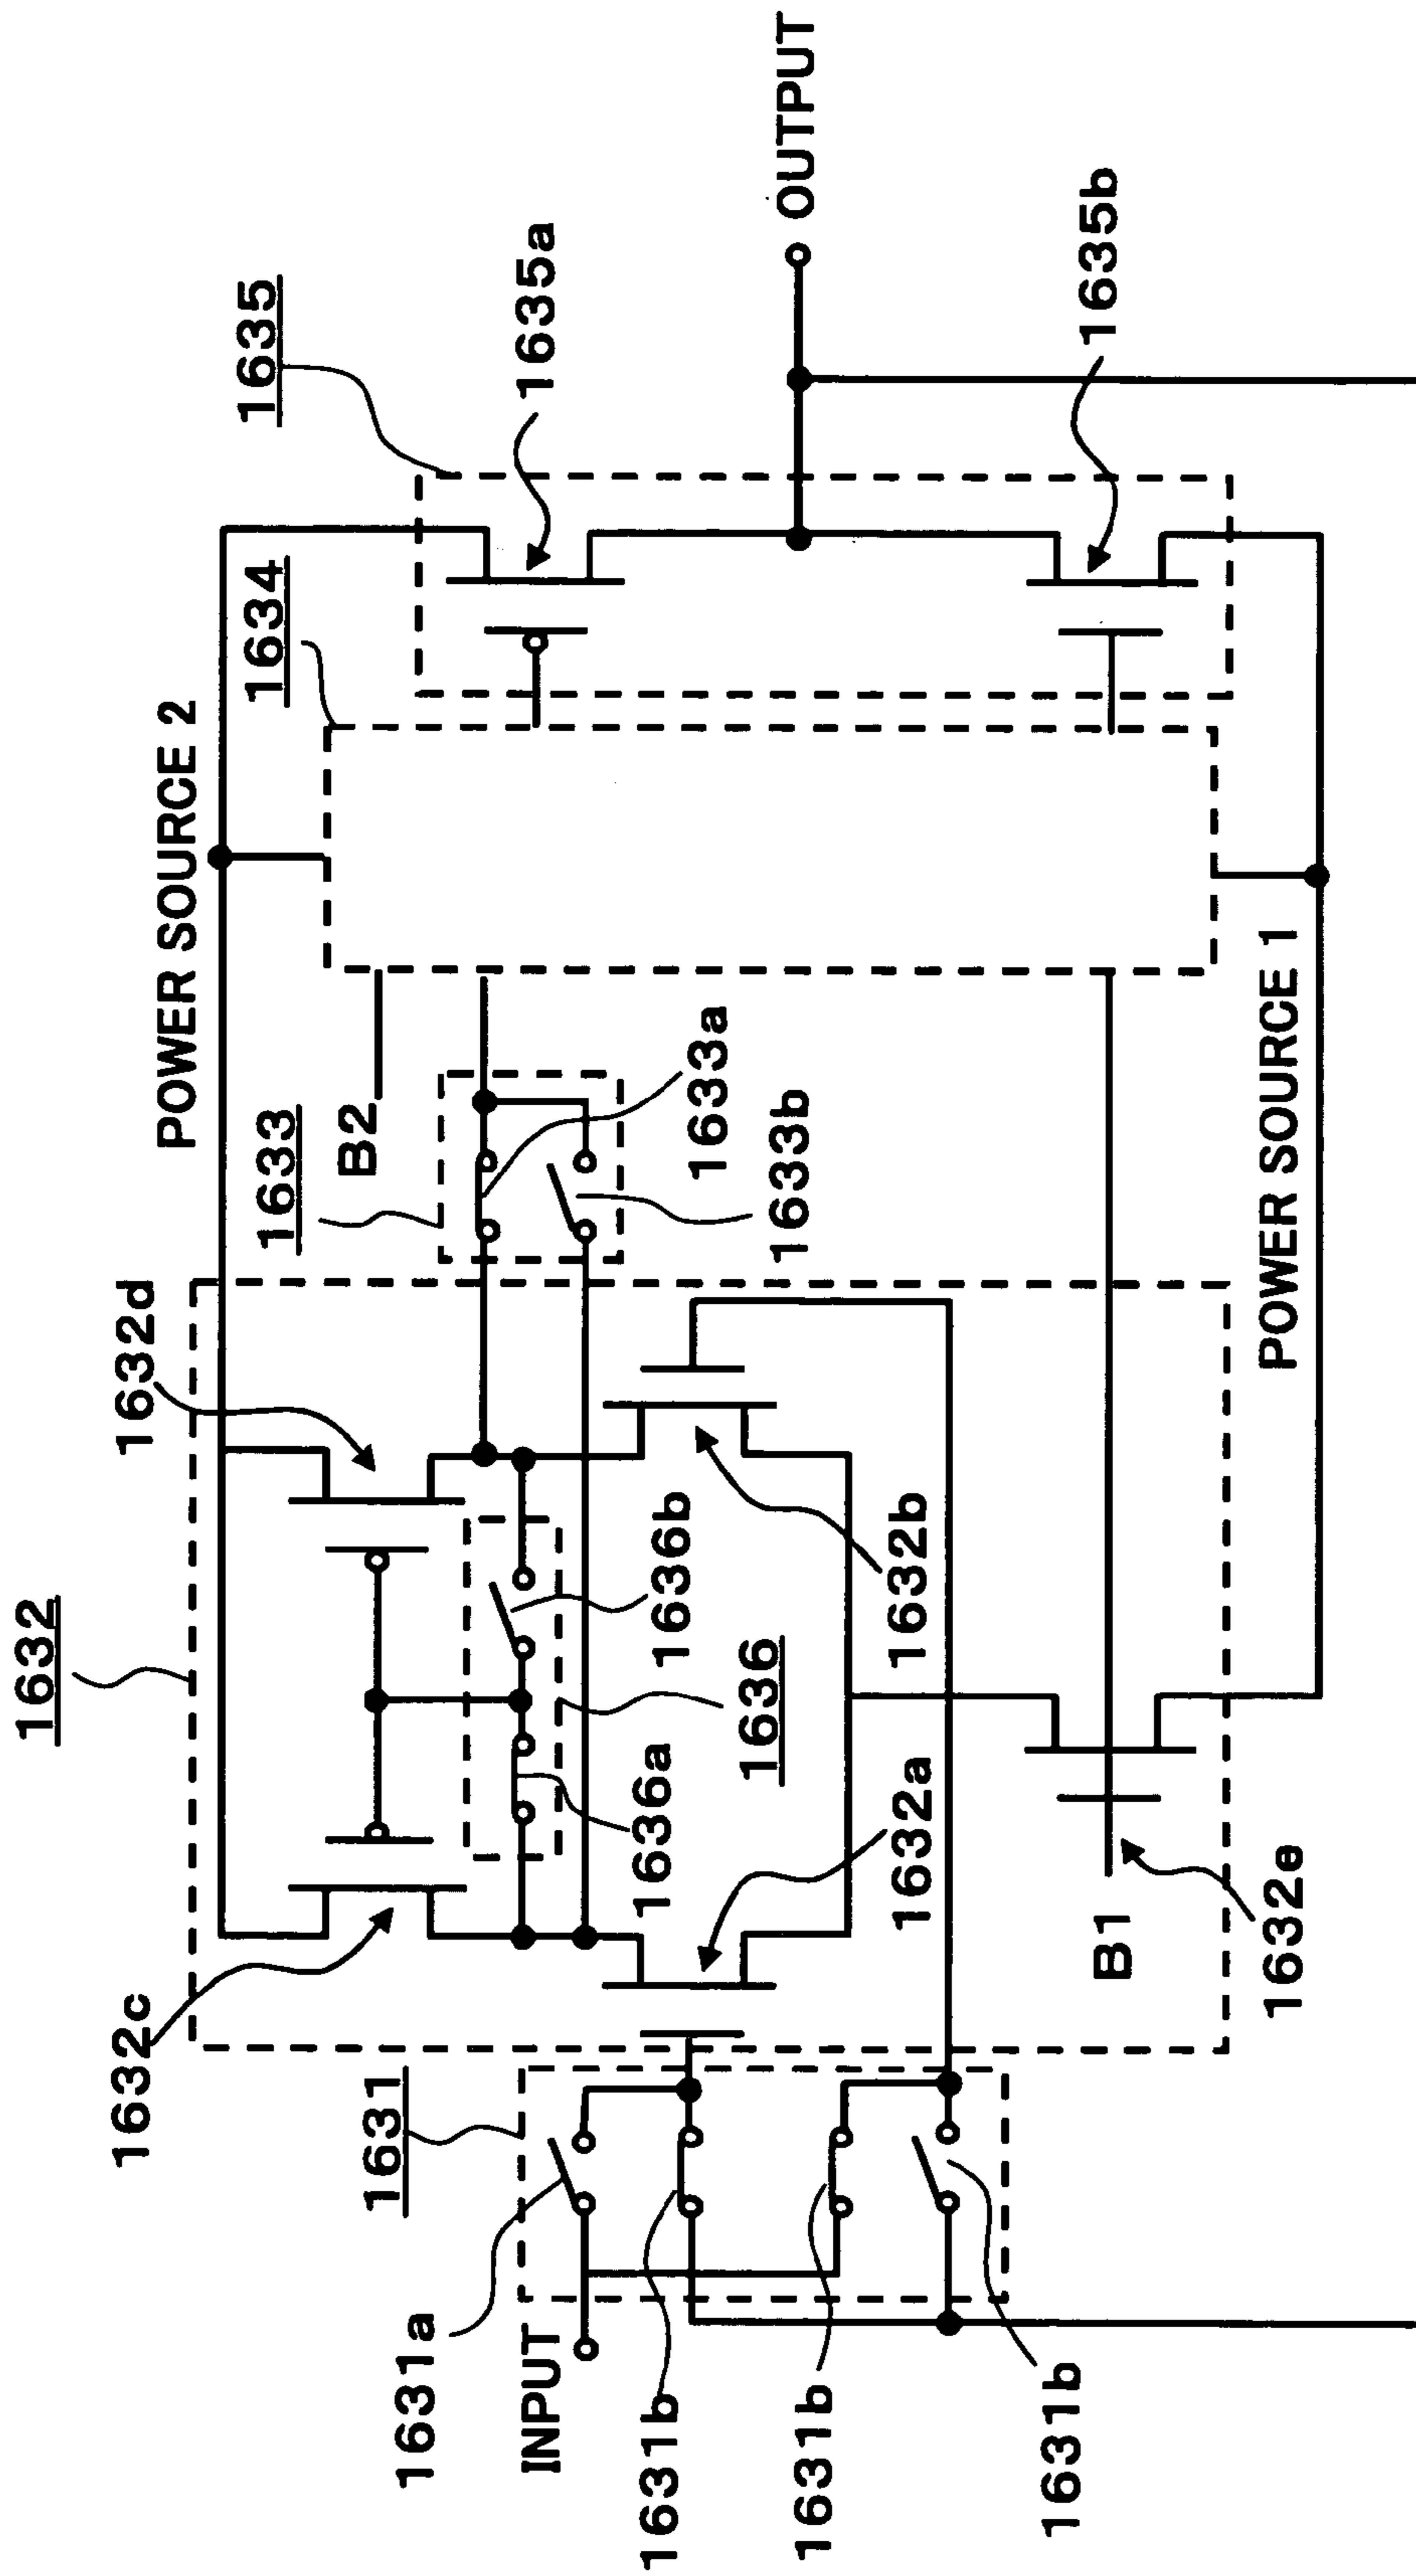 1632
1632c
1632d
POWER SOURCE 2
1634
1635
1631
1633
B2
1635a
1631a
INPUT
1636a
1636b
1633a
1633b
OUTPUT
1631b
1636
1631b
1632a
1632b
1635b
1631b
B1
1632e
POWER SOURCE 1